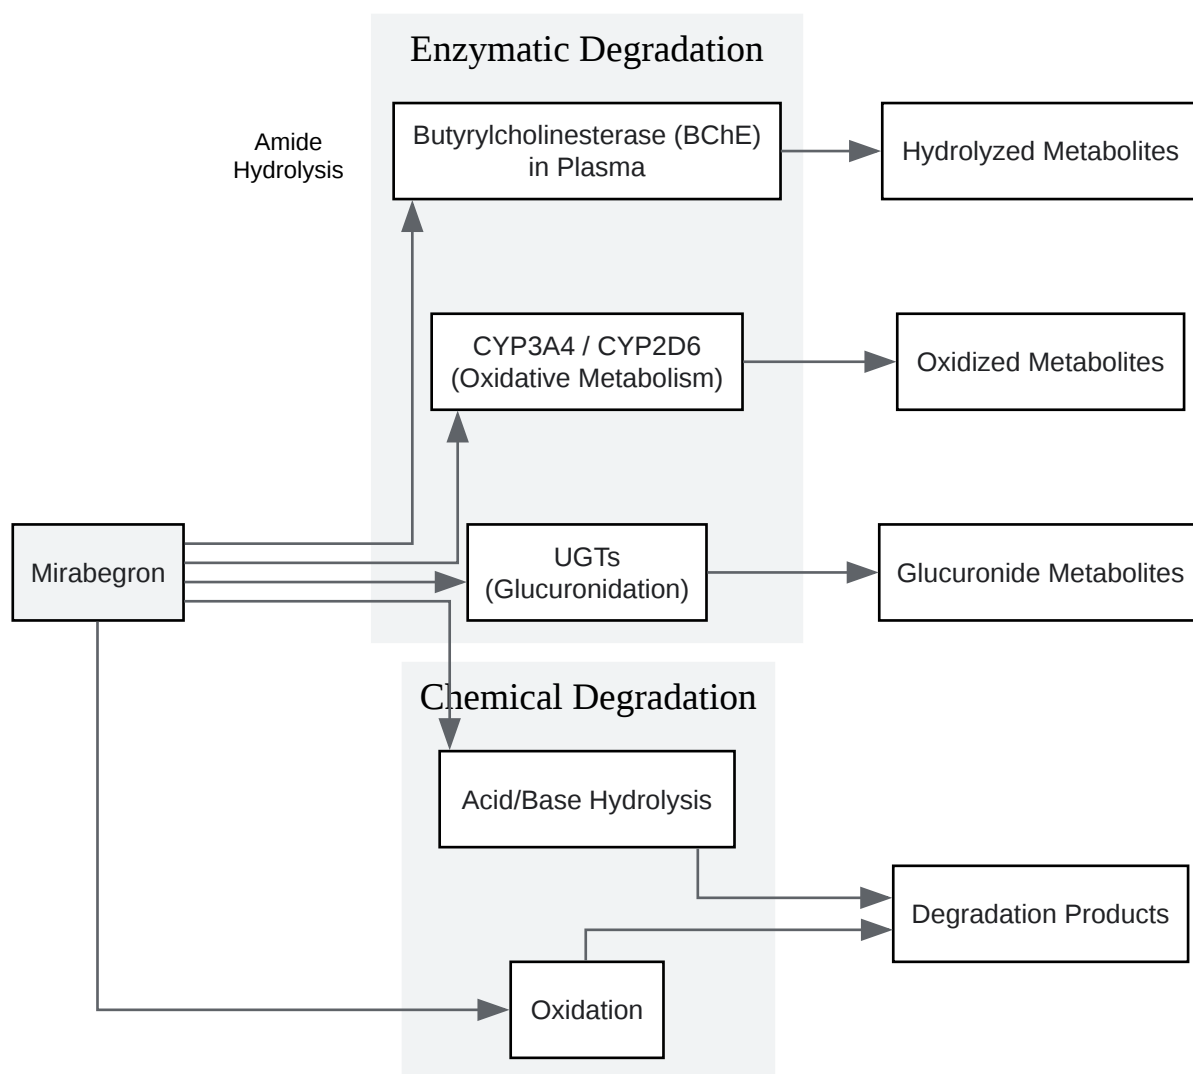 Enzymatic Degradation
Amide
Hydrolysis
Butyrylcholinesterase (BChE)
in Plasma
Hydrolyzed Metabolites
CYP3A4 / CYP2D6
(Oxidative Metabolism)
Oxidized Metabolites
Mirabegron
UGTs
(Glucuronidation)
Glucuronide Metabolites
Chemical Degradation
Acid/Base Hydrolysis
Degradation Products
Oxidation